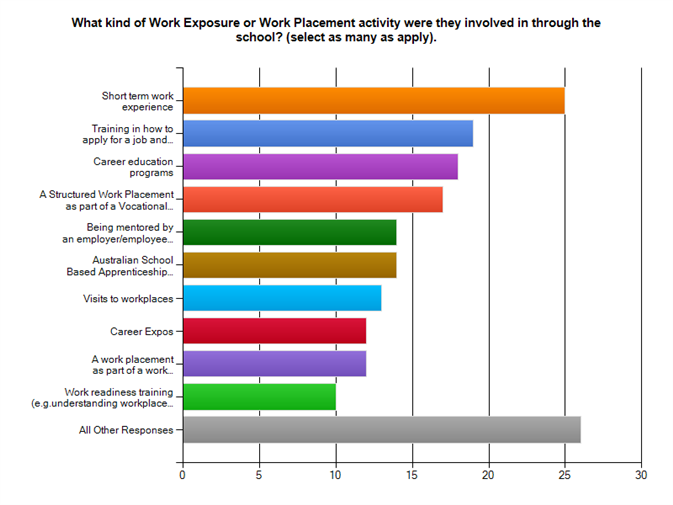 What kind of Work Exposure or Work Placement activity were they involved in through the
school? (select as many as apply).
Short term work
experience
Training in how to
apply for a job and...
Career education
programs
A Structured Work Placement
as part of a Vocational...
Being mentored by
an employer/employee...
Australian School
Based Apprenticeship...
Visits to workplaces
Career Expos
A work placement
as part of a work...
Work readiness training
(e.g.understanding workplace...
All Other Responses
0 5 10 15 20 25 30